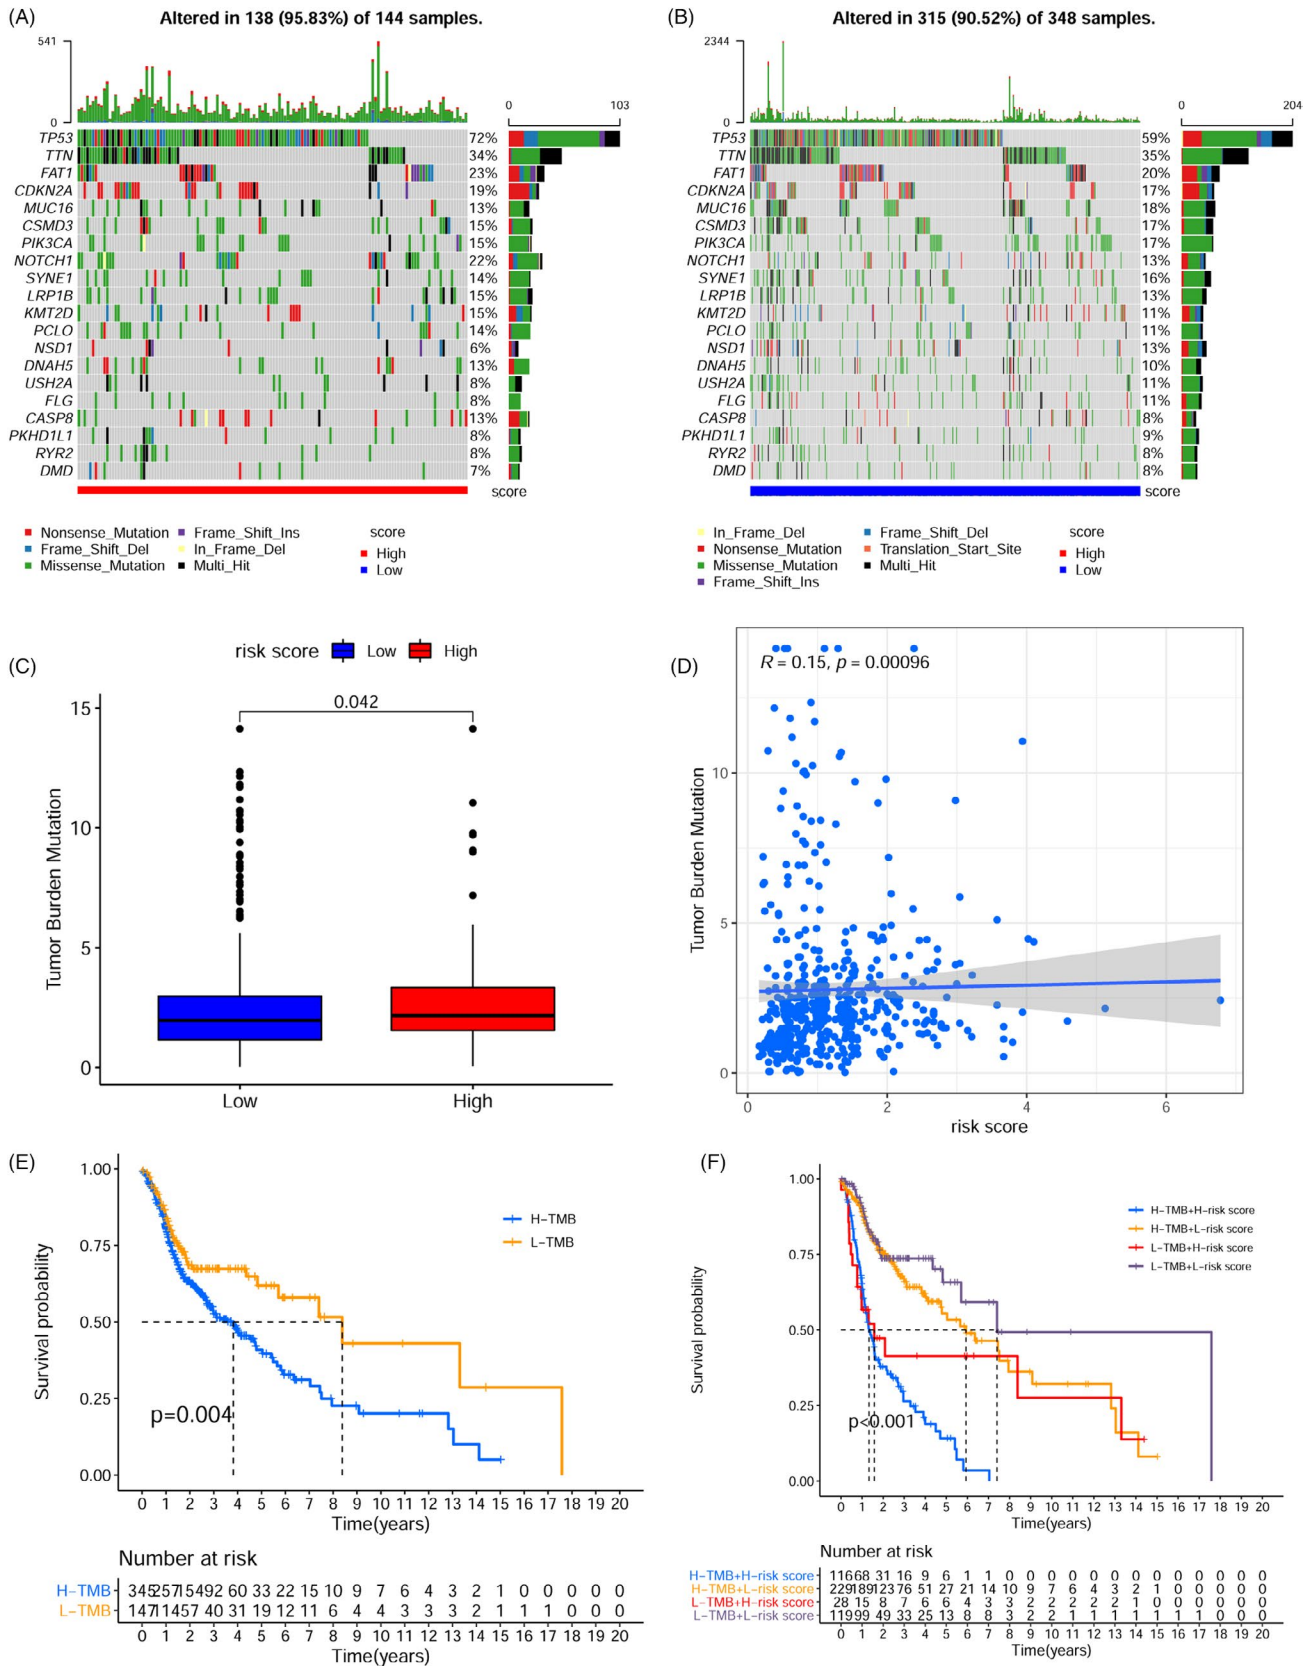 (A)
Altered in 138 (95.83%) of 144 samples.
541
0
0 103
TP53 72%
TTN 34%
FAT1 23%
CDKN2A 19%
MUC16 13%
CSMD3 15%
PIK3CA 15%
NOTCH1 22%
SYNE1 14%
LRP1B 15%
KMT2D 15%
PCLO 14%
NSD1 6%
DNAH5 13%
USH2A 8%
FLG 8%
CASP8 13%
PKHD1L1 8%
RYR2 8%
DMD 7%
score
Nonsense_Mutation Frame_Shift_Ins score
Frame_Shift_Del In_Frame_Del High
Missense_Mutation Multi_Hit Low
(B)
Altered in 315 (90.52%) of 348 samples.
2344
0
0 204
TP53 59%
TTN 35%
FAT1 20%
CDKN2A 17%
MUC16 18%
CSMD3 17%
PIK3CA 17%
NOTCH1 13%
SYNE1 16%
LRP1B 13%
KMT2D 11%
PCLO 11%
NSD1 13%
DNAH5 10%
USH2A 11%
FLG 11%
CASP8 8%
PKHD1L1 9%
RYR2 8%
DMD 8%
score
In_Frame_Del Frame_Shift_Del score
Nonsense_Mutation Translation_Start_Site High
Missense_Mutation Multi_Hit Low
Frame_Shift_Ins
(C)
risk score Low High
0.042
15
10
5
0
Tumor Burden Mutation
Low High
(D)
R = 0.15, p = 0.00096
10
5
0
Tumor Burden Mutation
0 2 4 6
risk score
(E)
1.00
0.75
0.50
0.25
0.00
Survival probability
H-TMB
L-TMB
p=0.004
0 1 2 3 4 5 6 7 8 9 10 11 12 13 14 15 16 17 18 19 20
Time(years)
Number at risk
H-TMB 345 257 154 92 60 33 22 15 10 9 7 6 4 3 2 1 0 0 0 0 0
L-TMB 147 114 57 40 31 19 12 11 6 4 4 3 3 3 2 1 1 1 0 0 0
0 1 2 3 4 5 6 7 8 9 10 11 12 13 14 15 16 17 18 19 20
Time(years)
(F)
1.00
0.75
0.50
0.25
0.00
Survival probability
H-TMB+H-risk score
H-TMB+L-risk score
L-TMB+H-risk score
L-TMB+L-risk score
p<0.001
0 1 2 3 4 5 6 7 8 9 10 11 12 13 14 15 16 17 18 19 20
Time(years)
Number at risk
H-TMB+H-risk score 116 68 31 16 9 6 1 1 0 0 0 0 0 0 0 0 0 0 0 0 0
H-TMB+L-risk score 229 189 123 76 51 27 21 14 10 9 7 6 4 3 2 1 0 0 0 0 0
L-TMB+H-risk score 28 15 8 7 6 6 4 3 3 2 2 2 2 2 1 0 0 0 0 0 0
L-TMB+L-risk score 119 99 49 33 25 13 8 8 3 2 2 1 1 1 1 1 1 1 0 0 0
0 1 2 3 4 5 6 7 8 9 10 11 12 13 14 15 16 17 18 19 20
Time(years)